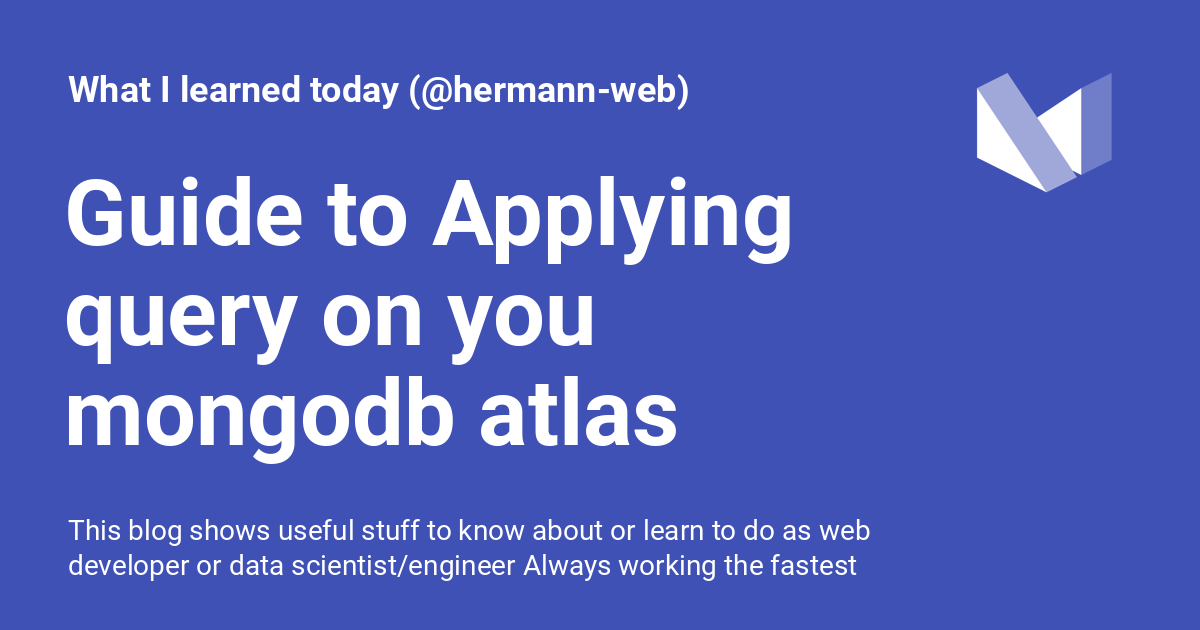 What I learned today (@hermann-web)
Guide to Applying
query on you
mongodb atlas
This blog shows useful stuff to know about or learn to do as web
developer or data scientist/engineer Always working the fastest